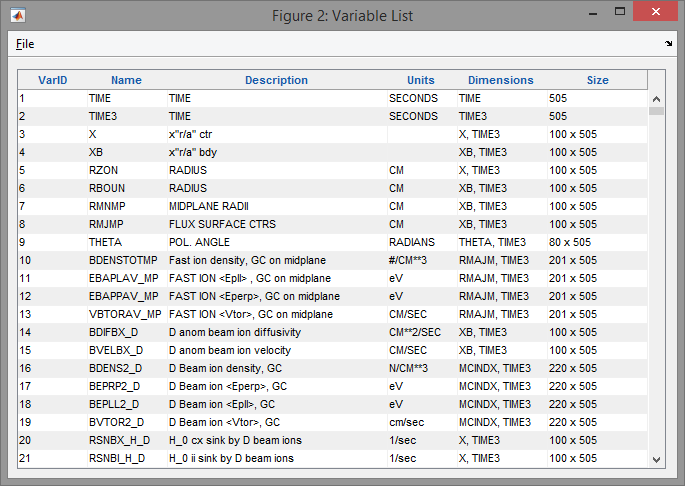 Figure 2: Variable List
File
VarID Name Description Units Dimensions Size
1 TIME TIME SECONDS TIME 505
2 TIME3 TIME SECONDS TIME3 505
3 X x"r/a" ctr X, TIME3 100 x 505
4 XB x"r/a" bdy XB, TIME3 100 x 505
5 RZON RADIUS CM X, TIME3 100 x 505
6 RBOUN RADIUS CM XB, TIME3 100 x 505
7 RMNMP MIDPLANE RADII CM XB, TIME3 100 x 505
8 RMJMP FLUX SURFACE CTRS CM XB, TIME3 100 x 505
9 THETA POL. ANGLE RADIANS THETA, TIME3 80 x 505
10 BDENSTOTMP Fast ion density, GC on midplane #/CM**3 RMAJM, TIME3 201 x 505
11 EBAPLAV_MP FAST ION <Epll> , GC on midplane eV RMAJM, TIME3 201 x 505
12 EBAPPAV_MP FAST ION <Eperp>, GC on midplane eV RMAJM, TIME3 201 x 505
13 VBTORAV_MP FAST ION <Vtor>, GC on midplane CM/SEC RMAJM, TIME3 201 x 505
14 BDIFBX_D D anom beam ion diffusivity CM**2/SEC XB, TIME3 100 x 505
15 BVELBX_D D anom beam ion velocity CM/SEC XB, TIME3 100 x 505
16 BDENS2_D D Beam ion density, GC N/CM**3 MCINDX, TIME3 220 x 505
17 BEPRP2_D D Beam ion <Eperp>, GC eV MCINDX, TIME3 220 x 505
18 BEPLL2_D D Beam ion <Epll>, GC eV MCINDX, TIME3 220 x 505
19 BVTOR2_D D Beam ion <Vtor>, GC cm/sec MCINDX, TIME3 220 x 505
20 RSNBX_H_D H_0 cx sink by D beam ions 1/sec X, TIME3 100 x 505
21 RSNBI_H_D H_0 ii sink by D beam ions 1/sec X, TIME3 100 x 505